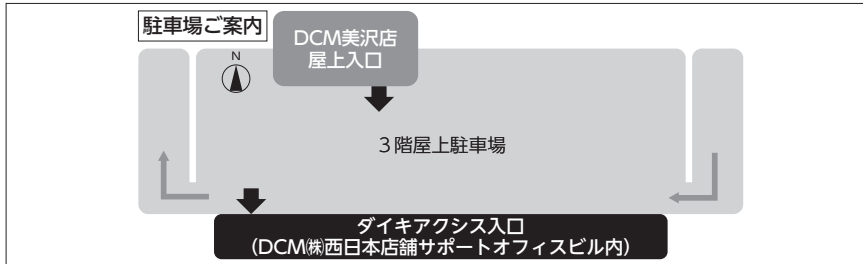 駐車場ご案内
DCM美沢店
屋上入口
N
3階屋上駐車場
ダイキアクシス入口
（DCM㈱西日本店舗サポートオフィスビル内）